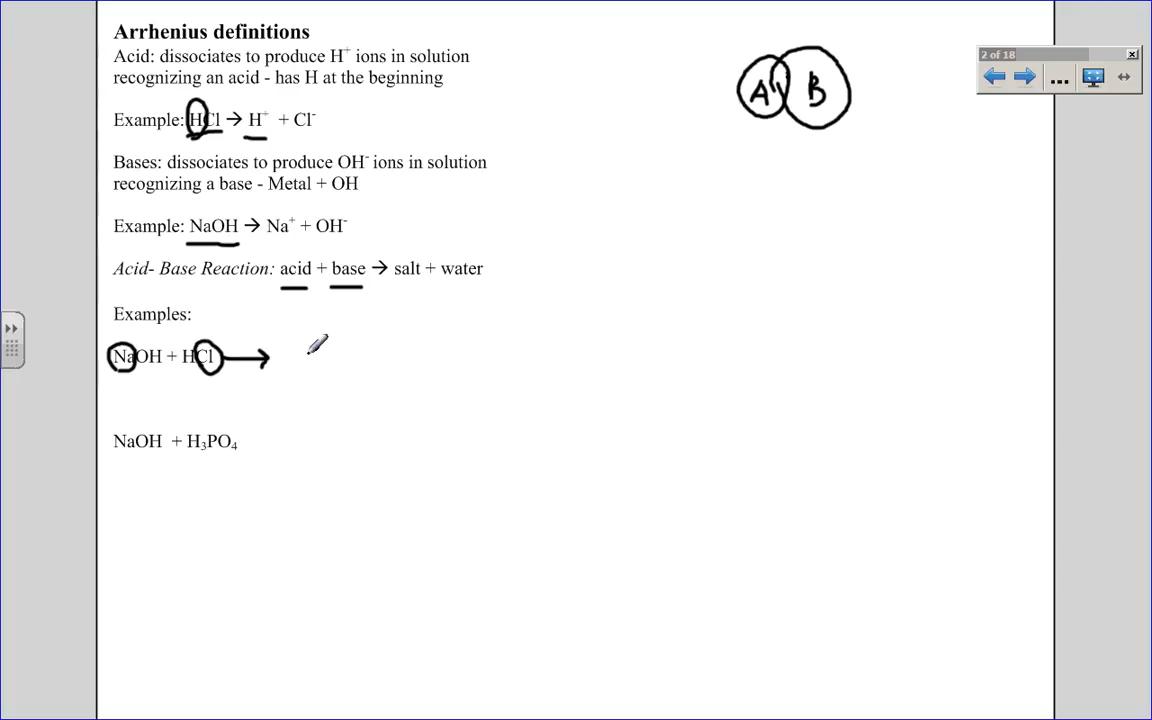 Arrhenius definitions
Acid: dissociates to produce H⁺ ions in solution
recognizing an acid - has H at the beginning
Example: HCl → H⁺ + Cl⁻
Bases: dissociates to produce OH⁻ ions in solution
recognizing a base - Metal + OH
Example: NaOH → Na⁺ + OH⁻
Acid- Base Reaction: acid + base → salt + water
Examples:
NaOH + HCl →
NaOH + H₃PO₄
A B
2 of 18
...